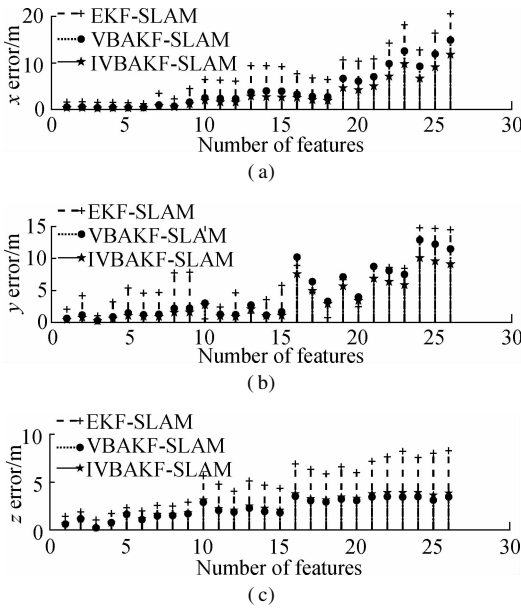 20
10
0
x error/m
EKF-SLAM
VBAKF-SLAM
IVBAKF-SLAM
0 5 10 15 20 25 30
Number of features
(a)
15
10
5
0
y error/m
EKF-SLAM
VBAKF-SLAM
IVBAKF-SLAM
0 5 10 15 20 25 30
Number of features
(b)
10
5
0
z error/m
EKF-SLAM
VBAKF-SLAM
IVBAKF-SLAM
0 5 10 15 20 25 30
Number of features
(c)